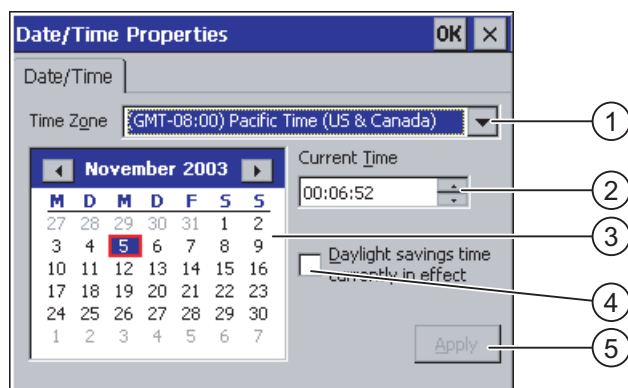 Date/Time Properties OK ×
Date/Time
Time Zone (GMT-08:00) Pacific Time (US & Canada) 1
November 2003 Current Time
M D M D F S S
00:06:52 2
27 28 29 30 31 1 2
3 4 5 6 7 8 9 3
10 11 12 13 14 15 16 Daylight savings time
17 18 19 20 21 22 23 currently in effect
24 25 26 27 28 29 30 4
1 2 3 4 5 6 7 Apply 5